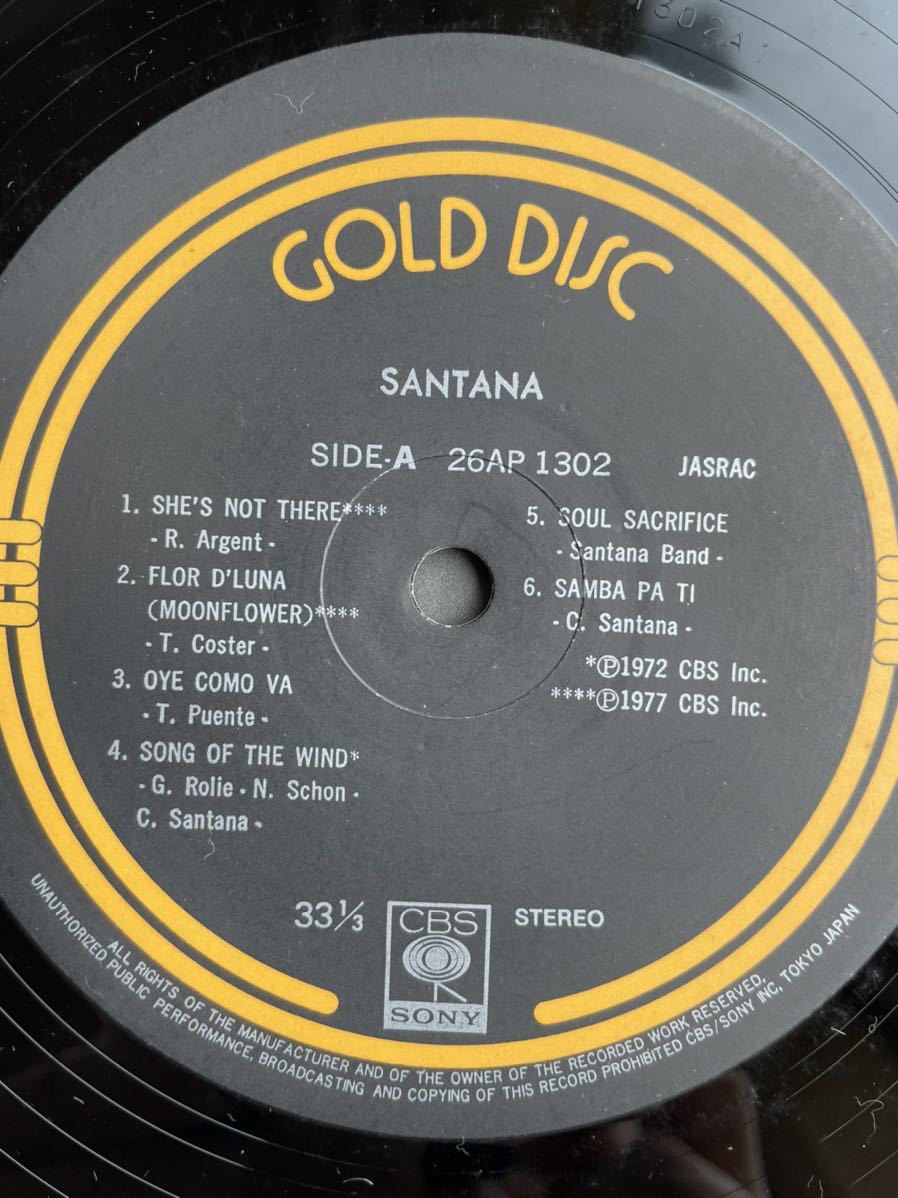 1302A
GOLD DISC
SANTANA
SIDE-A 26AP 1302 JASRAC
1. SHE'S NOT THERE****
- R. Argent -
2. FLOR D'LUNA
(MOONFLOWER)****
- T. Coster -
3. OYE COMO VA
- T. Puente -
4. SONG OF THE WIND*
- G. Rolie - N. Schon -
C. Santana -
5. SOUL SACRIFICE
- Santana Band -
6. SAMBA PA TI
- C. Santana -
*Ⓟ1972 CBS Inc.
****Ⓟ1977 CBS Inc.
33⅓
CBS
SONY
STEREO
ALL RIGHTS OF THE MANUFACTURER AND OF THE OWNER OF THE RECORDED WORK RESERVED.
UNAUTHORIZED PUBLIC PERFORMANCE, BROADCASTING AND COPYING OF THIS RECORD PROHIBITED CBS/SONY INC, TOKYO JAPAN